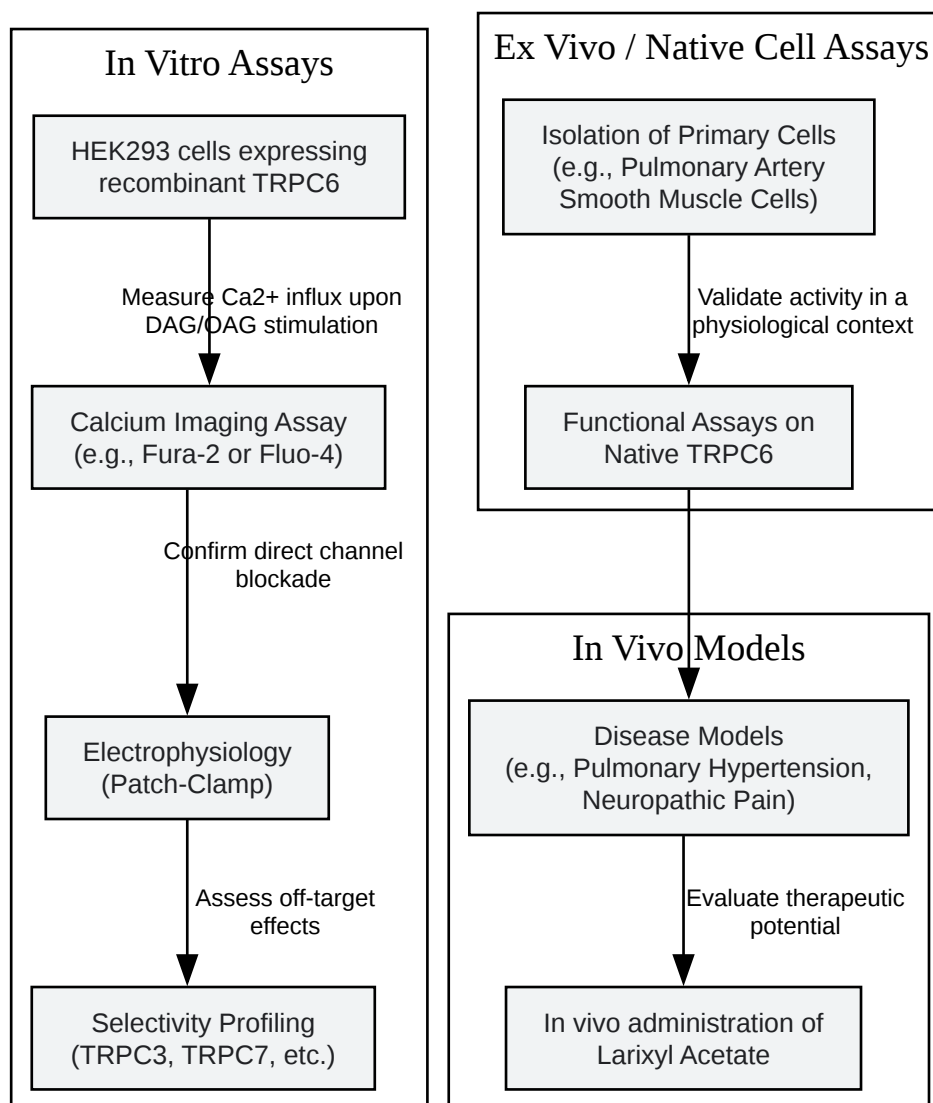 In Vitro Assays
HEK293 cells expressing
recombinant TRPC6
Measure Ca2+ influx upon
DAG/OAG stimulation
Calcium Imaging Assay
(e.g., Fura-2 or Fluo-4)
Confirm direct channel
blockade
Electrophysiology
(Patch-Clamp)
Assess off-target
effects
Selectivity Profiling
(TRPC3, TRPC7, etc.)
Ex Vivo / Native Cell Assays
Isolation of Primary Cells
(e.g., Pulmonary Artery
Smooth Muscle Cells)
Validate activity in a
physiological context
Functional Assays on
Native TRPC6
In Vivo Models
Disease Models
(e.g., Pulmonary Hypertension,
Neuropathic Pain)
Evaluate therapeutic
potential
In vivo administration of
Larixyl Acetate